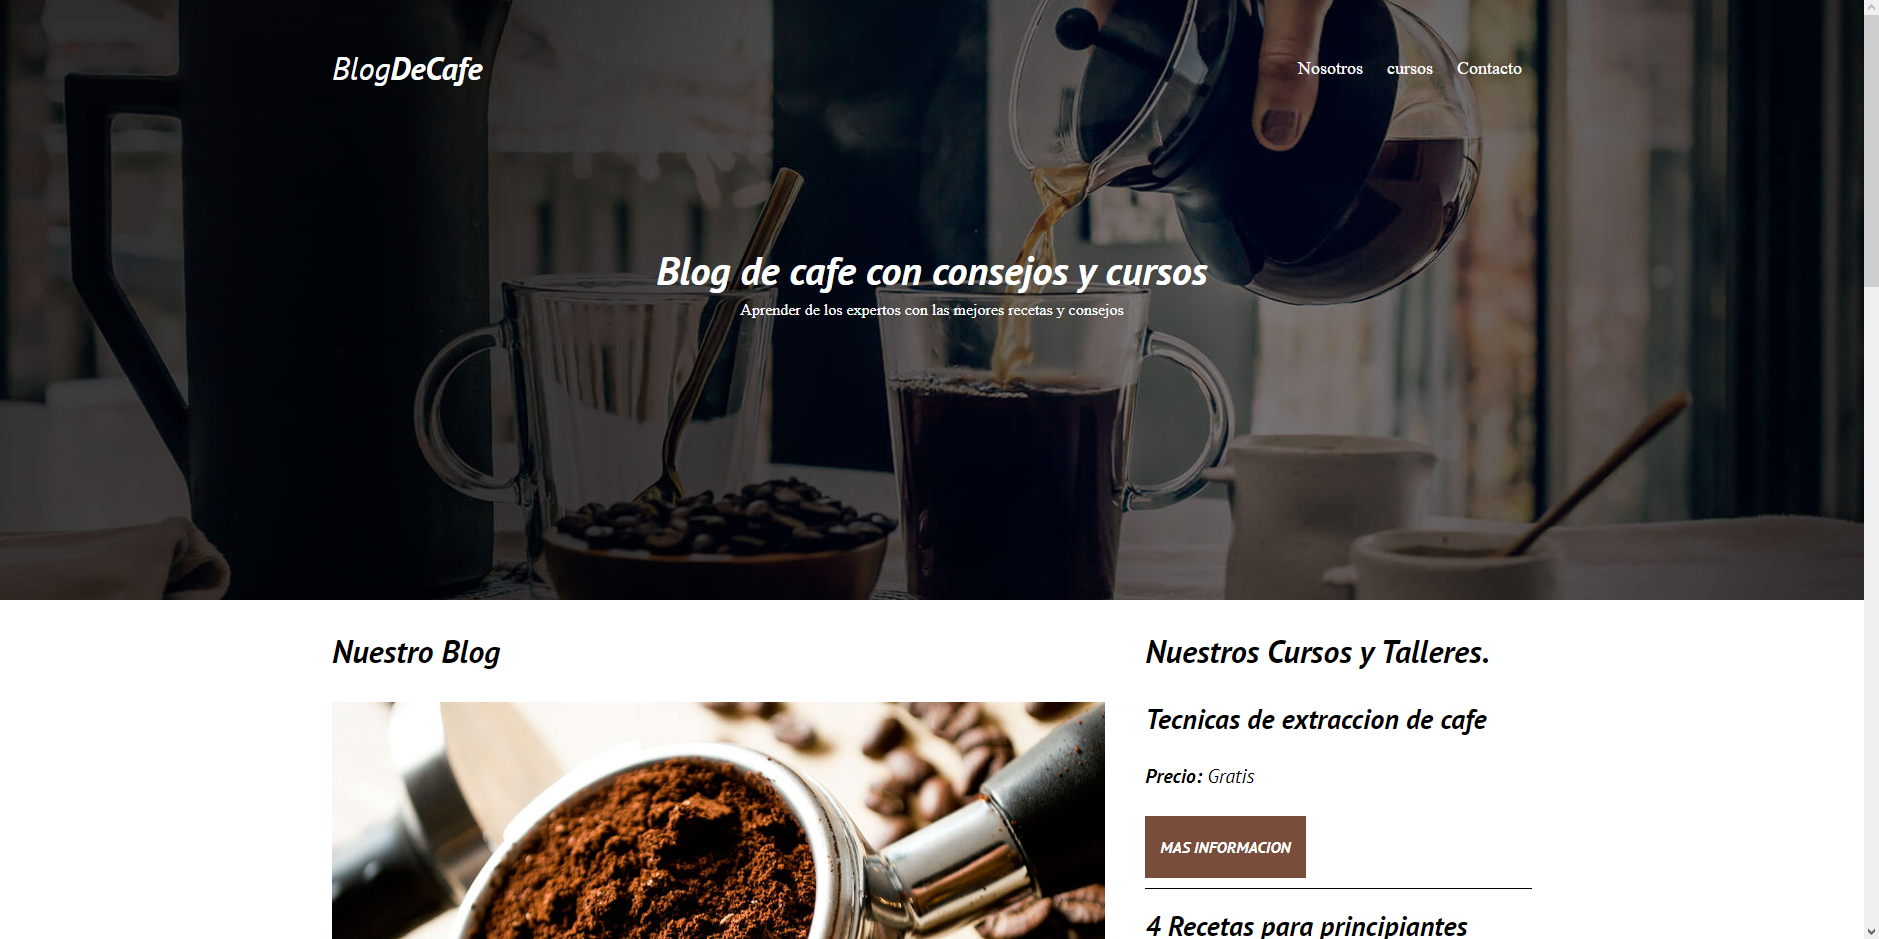 BlogDeCafe
Nosotros cursos Contacto
Blog de cafe con consejos y cursos
Aprender de los expertos con las mejores recetas y consejos
Nuestro Blog
Nuestros Cursos y Talleres.
Tecnicas de extraccion de cafe
Precio: Gratis
MAS INFORMACION
4 Recetas para principiantes